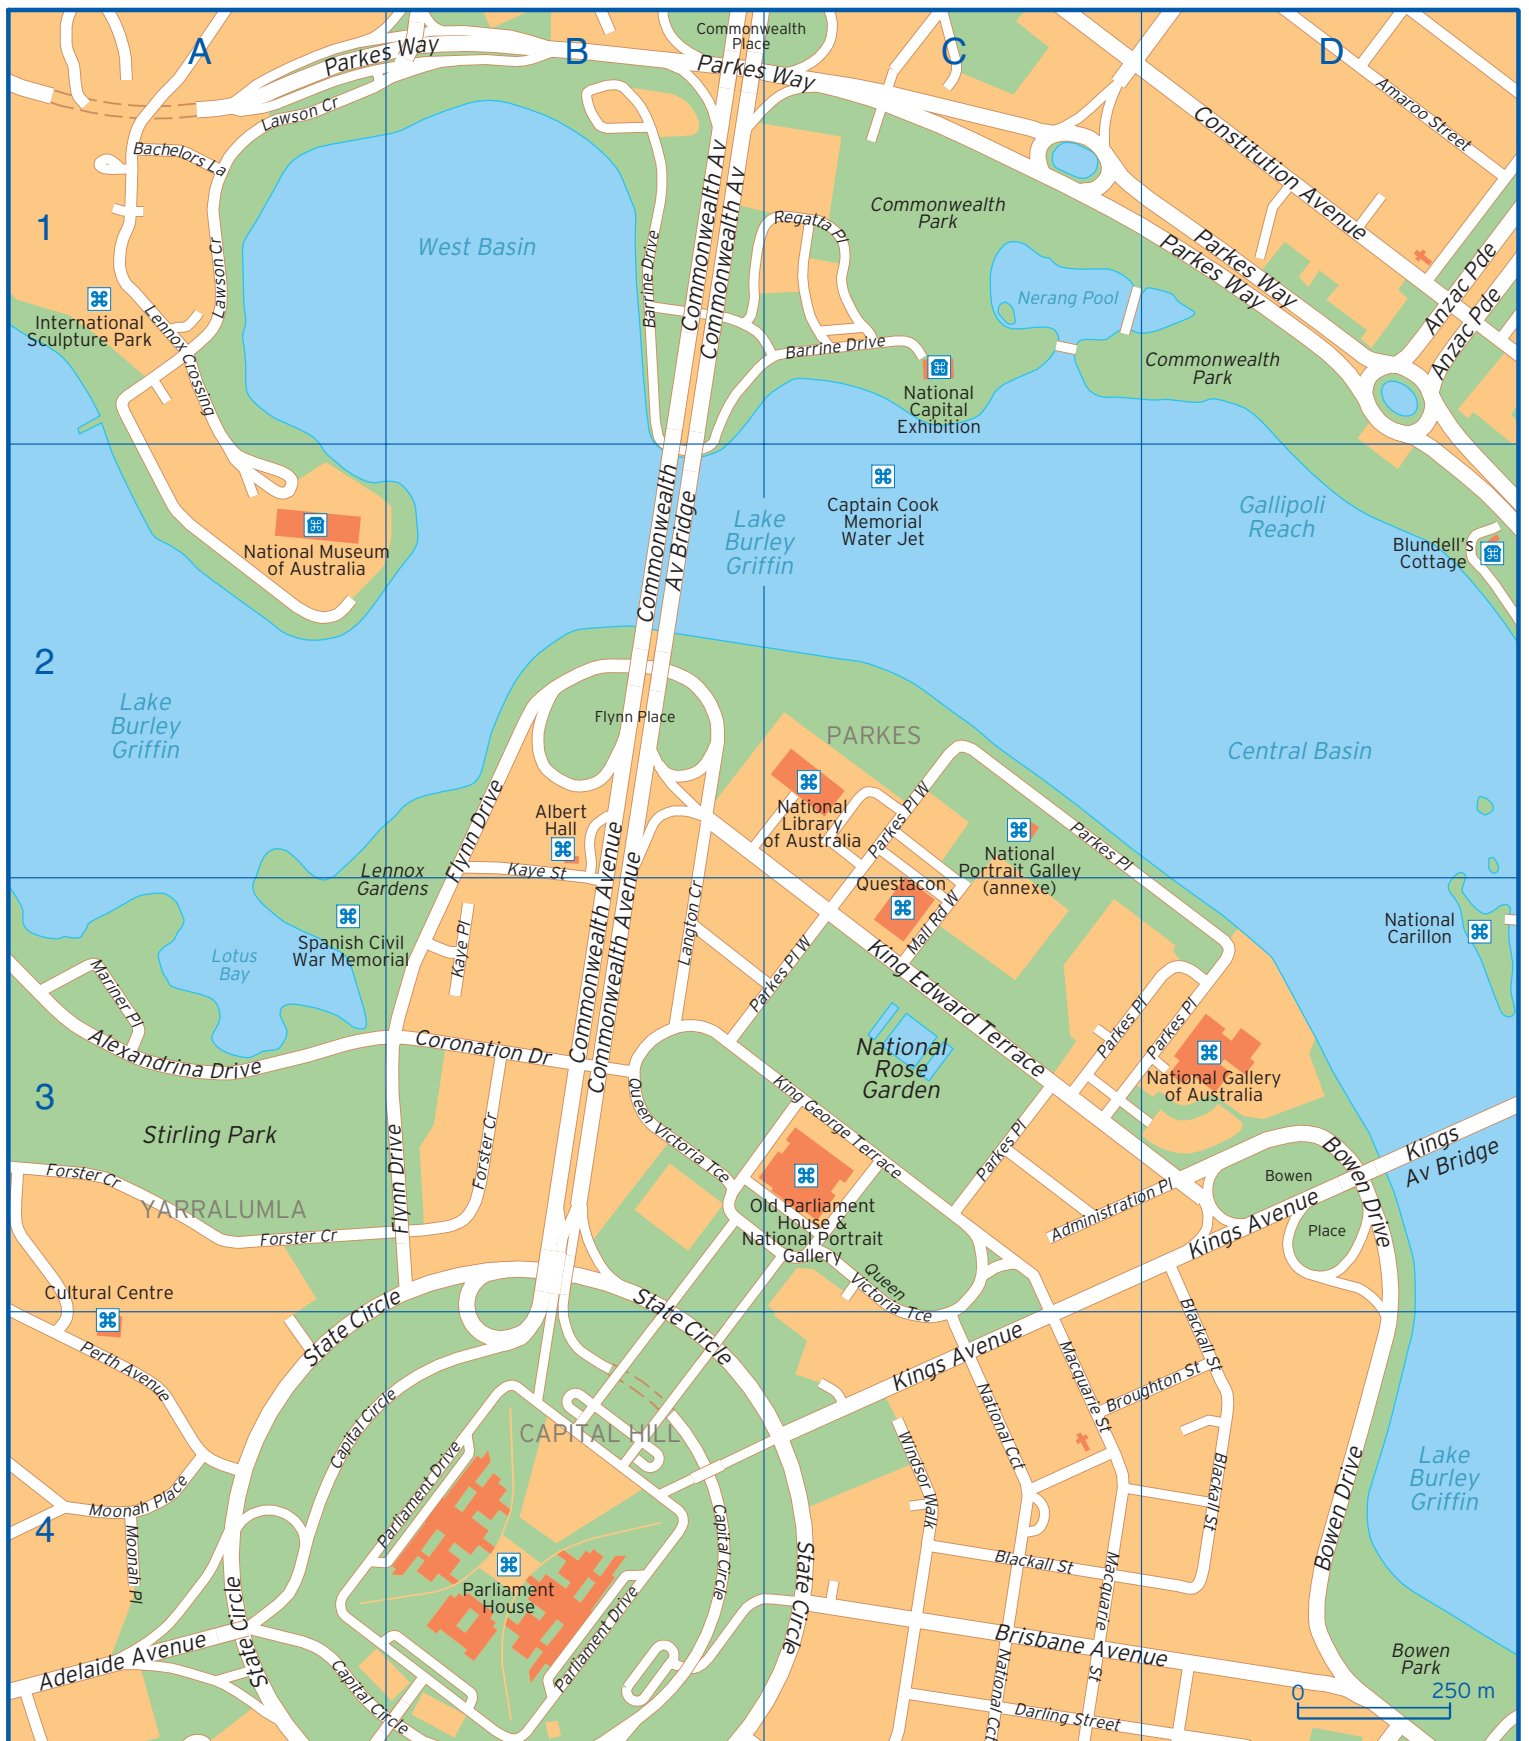 A
B
C
D
1
2
3
4
Commonwealth
Place
Parkes Way
Parkes Way
Lawson Cr
Bachelors La
Amaroo Street
Constitution Avenue
Commonwealth Av
Commonwealth Av
Commonwealth
Park
Regatta Pl
West Basin
Barrine Drive
Lawson Cr
Parkes Way
Parkes Way
Anzac Pde
Anzac Pde
Nerang Pool
International
Sculpture Park
Lennox Crossing
Barrine Drive
Commonwealth
Park
National
Capital
Exhibition
Captain Cook
Memorial
Water Jet
Gallipoli
Reach
Lake
Burley
Griffin
Commonwealth
Av Bridge
National Museum
of Australia
Blundell's
Cottage
Lake
Burley
Griffin
Flynn Place
PARKES
Central Basin
Flynn Drive
Albert
Hall
National
Library
of Australia
Parkes Pl W
Parkes Pl
National
Portrait Galley
(annexe)
Kaye St
Lennox
Gardens
Questacon
Mall Rd W
Spanish Civil
War Memorial
Kaye Pl
Langton Cr
Commonwealth Avenue
Commonwealth Avenue
National
Carillon
Lotus
Bay
Mariner Pl
Parkes Pl W
King Edward Terrace
Parkes Pl
Parkes Pl
Alexandrina Drive
Coronation Dr
National
Rose
Garden
National Gallery
of Australia
Queen Victoria Tce
King George Terrace
Stirling Park
Forster Cr
Flynn Drive
Parkes Pl
Kings
Av Bridge
Forster Cr
YARRALUMLA
Forster Cr
Old Parliament
House &
National Portrait
Gallery
Administration Pl
Bowen
Place
Bowen Drive
Kings Avenue
Queen
Victoria Tce
Cultural Centre
State Circle
State Circle
Perth Avenue
Kings Avenue
Blackall St
Macquarie St
Broughton St
National Cct
Capital Circle
CAPITAL HILL
Parliament Drive
Windsor Walk
Blackall St
Bowen Drive
Lake
Burley
Griffin
Moonah Place
Moonah Pl
Capital Circle
Parliament
House
Blackall St
Macquarie
St
State Circle
State Circle
Parliament Drive
Adelaide Avenue
Capital Circle
Brisbane Avenue
National Cct
Darling Street
Bowen
Park
0
250 m